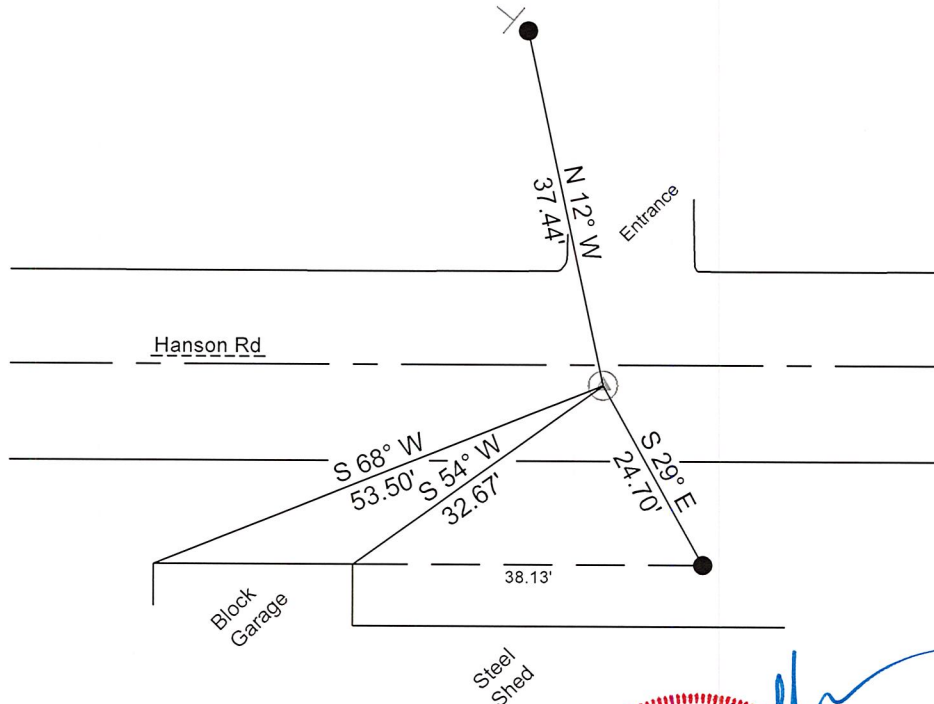 N 12° W
37.44'
Entrance
Hanson Rd
S 68° W
53.50'
S 54° W
32.67'
S 29° E
24.70'
38.13'
Block
Garage
Steel
Shed